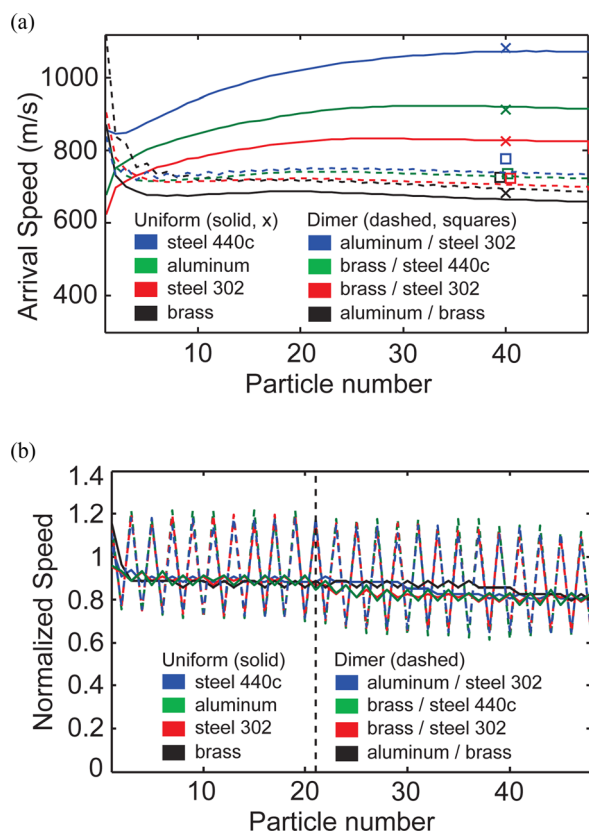 (a)
Arrival Speed (m/s)
1000
800
600
400
Uniform (solid, x)
steel 440c
aluminum
steel 302
brass
Dimer (dashed, squares)
aluminum / steel 302
brass / steel 440c
brass / steel 302
aluminum / brass
10 20 30 40
Particle number
(b)
Normalized Speed
1.4
1.2
1
0.8
0.6
0.4
0.2
0
Uniform (solid)
steel 440c
aluminum
steel 302
brass
Dimer (dashed)
aluminum / steel 302
brass / steel 440c
brass / steel 302
aluminum / brass
10 20 30 40
Particle number